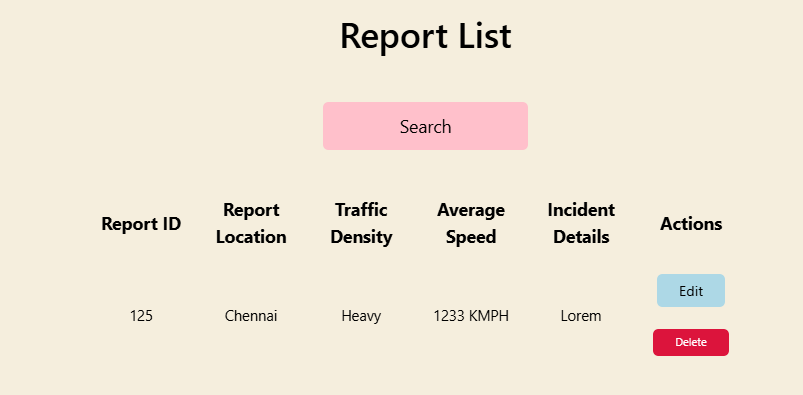 Report List
Search
Report ID Report Location Traffic Density Average Speed Incident Details Actions
125 Chennai Heavy 1233 KMPH Lorem Edit
Delete